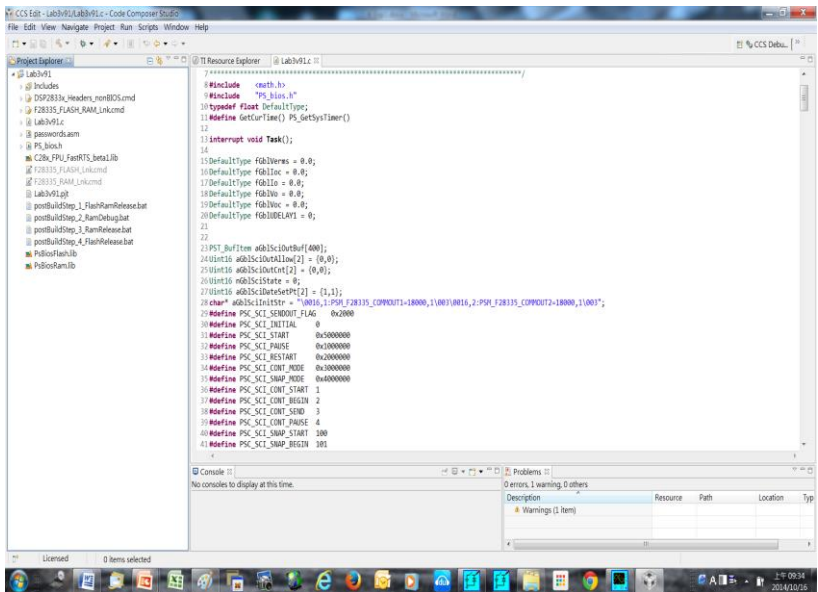 CCS Edit - Lab3v91/Lab3v91.c - Code Composer Studio
File Edit View Navigate Project Run Scripts Window Help
CCS Debu...
Project Explorer
TI Resource Explorer
Lab3v91.c
Lab3v91
Includes
DSP2833x_Headers_nonBIOS.cmd
F28335_FLASH_RAM_Lnk.cmd
Lab3v91.c
passwords.asm
PS_bios.h
C28x_FPU_FastRTS_beta1.lib
F28335_FLASH_Lnk.cmd
F28335_RAM_Lnk.cmd
Lab3v91.pjt
postBuildStep_1_FlashRamRelease.bat
postBuildStep_2_RamDebug.bat
postBuildStep_3_RamRelease.bat
postBuildStep_4_FlashRelease.bat
PsBiosFlash.lib
PsBiosRam.lib
8 #include <math.h>
9 #include "PS_bios.h"
10 typedef float DefaultType;
11 #define GetCurTime() PS_GetSysTimer()
12
13 interrupt void Task();
14
15 DefaultType fGblVerms = 0.0;
16 DefaultType fGblIoc = 0.0;
17 DefaultType fGblIo = 0.0;
18 DefaultType fGblVo = 0.0;
19 DefaultType fGblVoc = 0.0;
20 DefaultType fGblUDELAY1 = 0;
21
22
23 PST_BufItem aGblSciOutBuf[400];
24 Uint16 aGblSciOutAllow[2] = {0,0};
25 Uint16 aGblSciOutCnt[2] = {0,0};
26 Uint16 nGblSciState = 0;
27 Uint16 aGblSciDateSetPt[2] = {1,1};
28 char* aGblSciInitStr = "\0016,1:PSM_F28335_COMMOUT1=18000,1\003\0016,2:PSM_F28335_COMMOUT2=18000,1\003";
29 #define PSC_SCI_SENDOUT_FLAG 0x2000
30 #define PSC_SCI_INITIAL 0
31 #define PSC_SCI_START 0x5000000
32 #define PSC_SCI_PAUSE 0x1000000
33 #define PSC_SCI_RESTART 0x2000000
34 #define PSC_SCI_CONT_MODE 0x3000000
35 #define PSC_SCI_SNAP_MODE 0x4000000
36 #define PSC_SCI_CONT_START 1
37 #define PSC_SCI_CONT_BEGIN 2
38 #define PSC_SCI_CONT_SEND 3
39 #define PSC_SCI_CONT_PAUSE 4
40 #define PSC_SCI_SNAP_START 100
41 #define PSC_SCI_SNAP_BEGIN 101
Console
No consoles to display at this time.
Problems
0 errors, 1 warning, 0 others
Description Resource Path Location Typ
Warnings (1 item)
Licensed 0 items selected
上午 09:34
2014/10/16